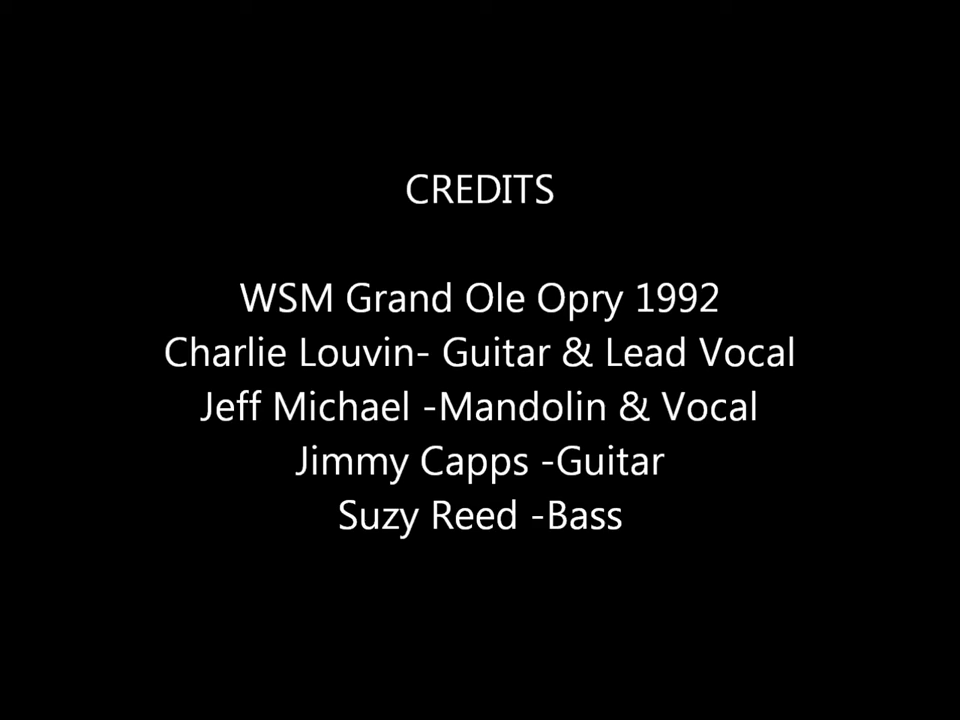 CREDITS
WSM Grand Ole Opry 1992
Charlie Louvin- Guitar & Lead Vocal
Jeff Michael -Mandolin & Vocal
Jimmy Capps -Guitar
Suzy Reed -Bass